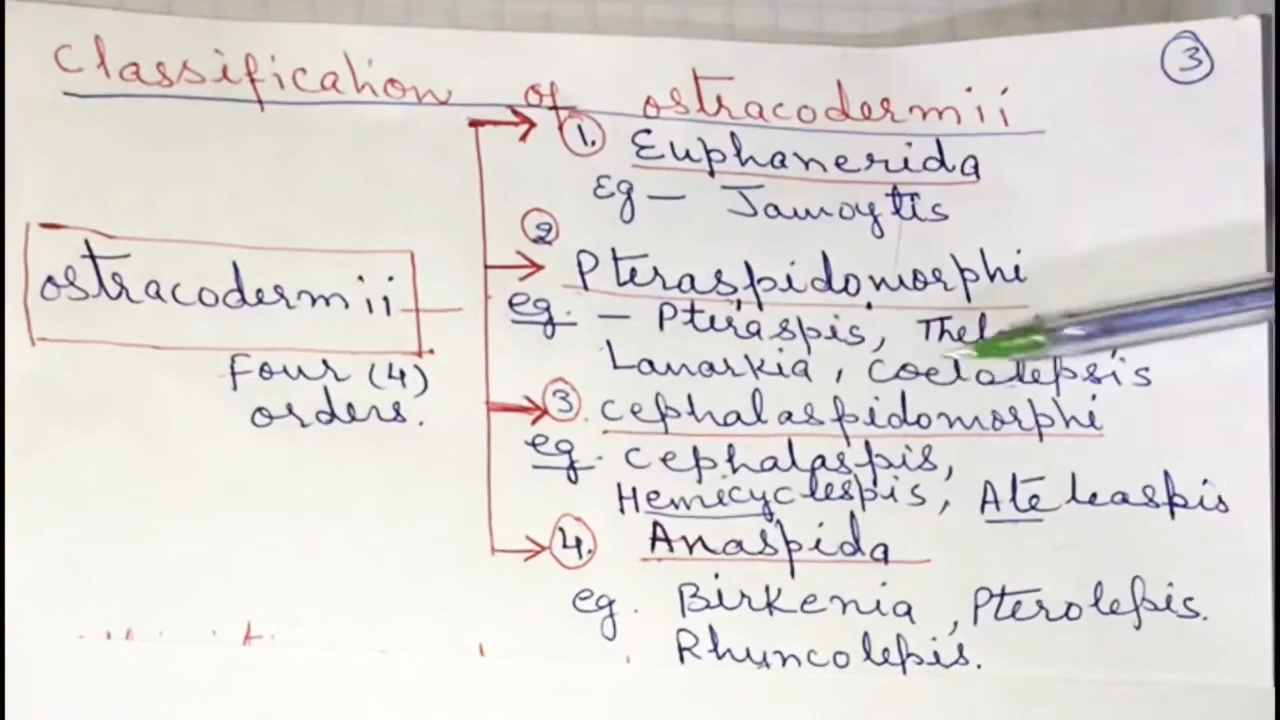 3
Classification of ostracodermii
1. Euphanerida
Eg - Jamoytis
2
Pteraspidomorphi
eg. - Pteraspis,
Lanarkia, Coelolepsis
ostracodermii
Four (4)
orders.
3. cephalaspidomorphi
eg. cephalaspis,
Hemicyclespis, Ateleaspis
4. Anaspida
eg. Birkenia, Pterolepis.
Rhyncolepis.